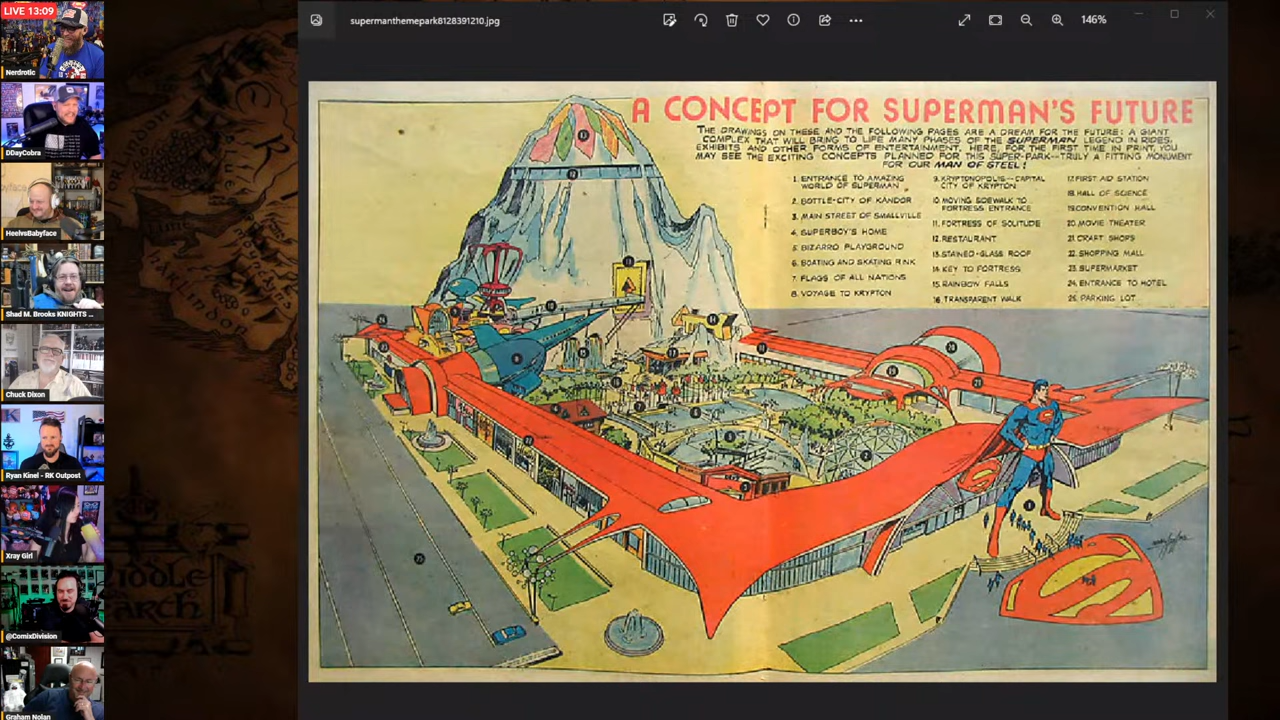 LIVE 13:09
Nerdrotic
DDayCobra
HeelvsBabyface
Shad M. Brooks KNIGHTS ...
Chuck Dixon
Ryan Kinel - RK Outpost
Xray Girl
@ComixDivision
Graham Nolan
supermanthemepark8128391210.jpg
146%
A CONCEPT FOR SUPERMAN'S FUTURE
THE DRAWINGS ON THESE AND THE FOLLOWING PAGES ARE A DREAM FOR THE FUTURE: A GIANT
COMPLEX THAT WILL BRING TO LIFE MANY PHASES OF THE SUPERMAN LEGEND IN RIDES,
EXHIBITS AND OTHER FORMS OF ENTERTAINMENT. HERE, FOR THE FIRST TIME IN PRINT, YOU
MAY SEE THE EXCITING CONCEPTS PLANNED FOR THIS SUPER-PARK--TRULY A FITTING MONUMENT
FOR OUR MAN OF STEEL!
1. ENTRANCE TO AMAZING
WORLD OF SUPERMAN
2. BOTTLE-CITY OF KANDOR
3. MAIN STREET OF SMALLVILLE
4. SUPERBOY'S HOME
5. BIZARRO PLAYGROUND
6. BOATING AND SKATING RINK
7. FLAGS OF ALL NATIONS
8. VOYAGE TO KRYPTON
9. KRYPTONOPOLIS--CAPITAL
CITY OF KRYPTON
10. MOVING SIDEWALK TO
FORTRESS ENTRANCE
11. FORTRESS OF SOLITUDE
12. RESTAURANT
13. STAINED-GLASS ROOF
14. KEY TO FORTRESS
15. RAINBOW FALLS
16. TRANSPARENT WALK
17. FIRST AID STATION
18. HALL OF SCIENCE
19. CONVENTION HALL
20. MOVIE THEATER
21. CRAFT SHOPS
22. SHOPPING MALL
23. SUPERMARKET
24. ENTRANCE TO HOTEL
25. PARKING LOT